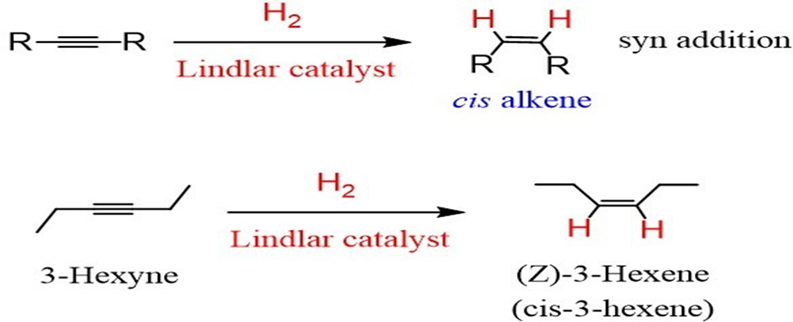 H2
R R
Lindlar catalyst
H H
R R
syn addition
cis alkene
H2
Lindlar catalyst
3-Hexyne
H H
(Z)-3-Hexene
(cis-3-hexene)